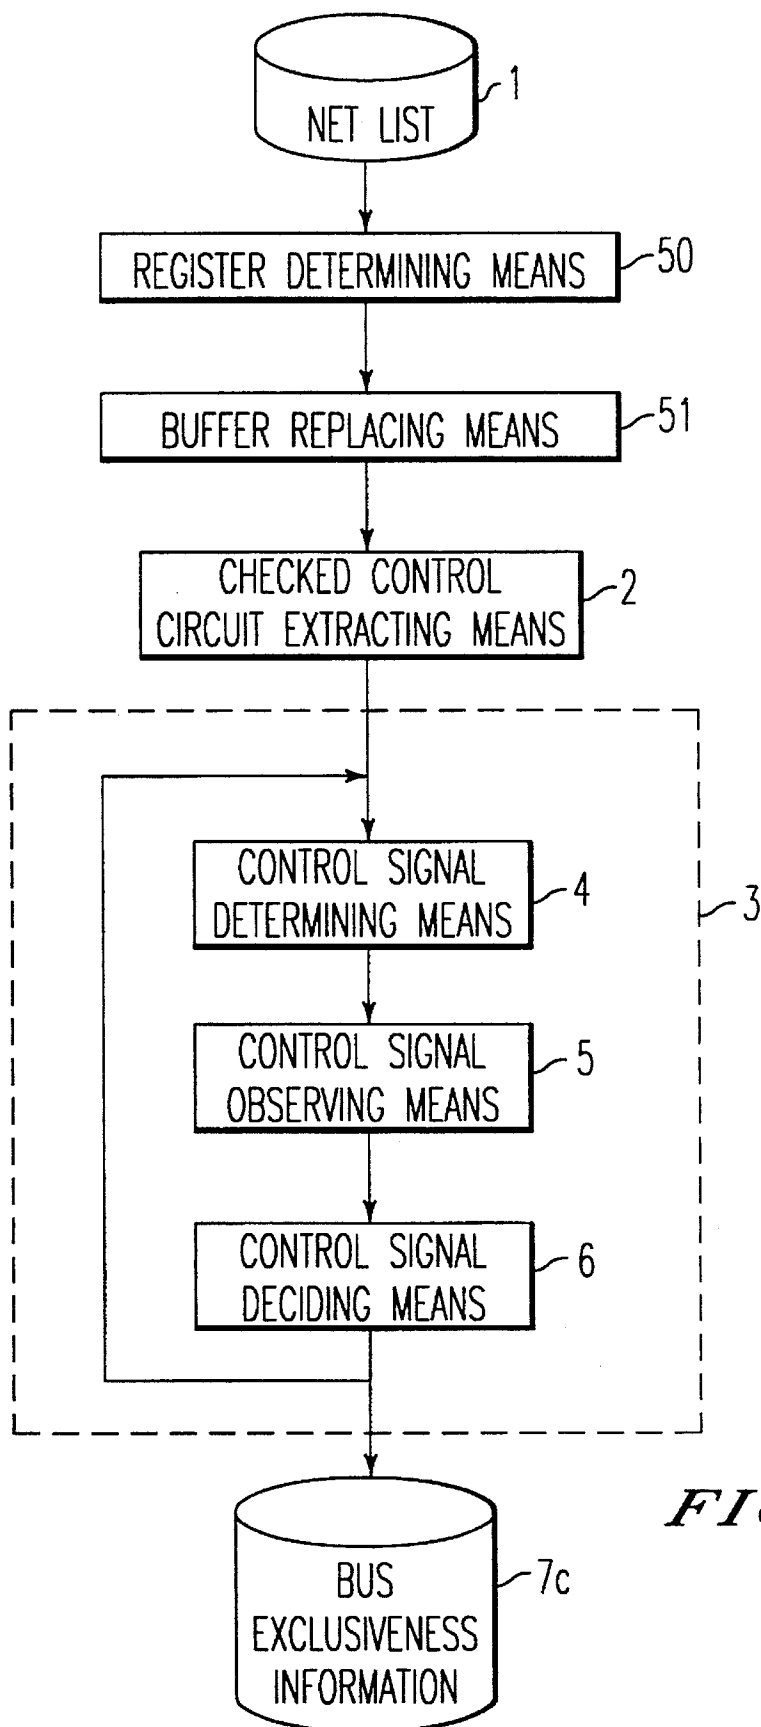 1
NET LIST
REGISTER DETERMINING MEANS
50
BUFFER REPLACING MEANS
51
CHECKED CONTROL
CIRCUIT EXTRACTING MEANS
2
3
CONTROL SIGNAL
DETERMINING MEANS
4
CONTROL SIGNAL
OBSERVING MEANS
5
CONTROL SIGNAL
DECIDING MEANS
6
BUS
EXCLUSIVENESS
INFORMATION
7c